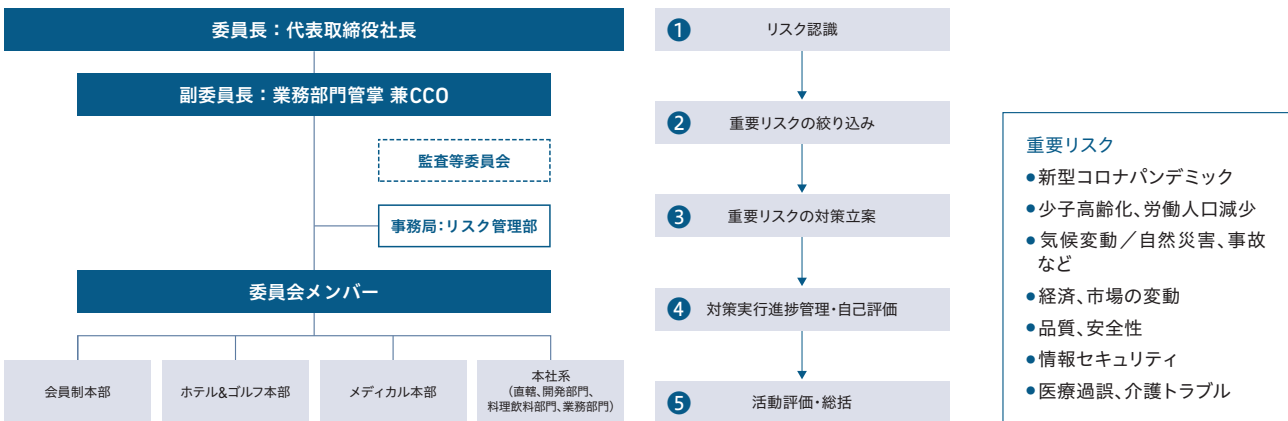 委員長：代表取締役社長
副委員長：業務部門管掌 兼CCO
監査等委員会
事務局：リスク管理部
委員会メンバー
会員制本部
ホテル&ゴルフ本部
メディカル本部
本社系
(直轄、開発部門、
料理飲料部門、業務部門)
1 リスク認識
2 重要リスクの絞り込み
3 重要リスクの対策立案
4 対策実行進捗管理・自己評価
5 活動評価・総括
重要リスク
●新型コロナパンデミック
●少子高齢化、労働人口減少
●気候変動／自然災害、事故
など
●経済、市場の変動
●品質、安全性
●情報セキュリティ
●医療過誤、介護トラブル